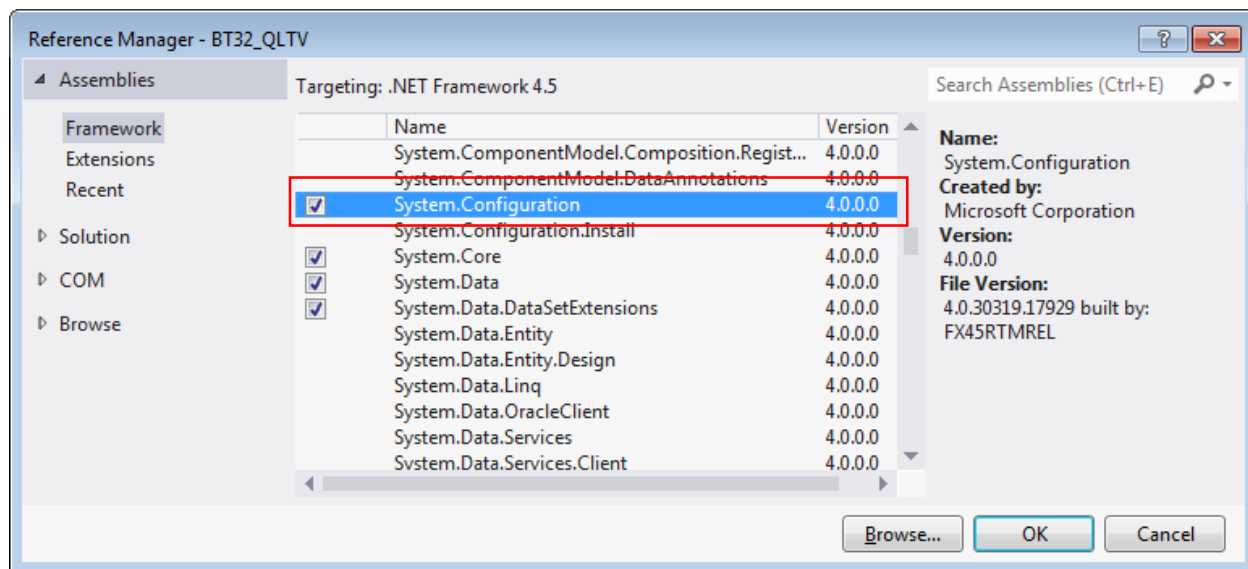 Reference Manager - BT32_QLTV
Assemblies
Framework
Extensions
Recent
Solution
COM
Browse
Targeting: .NET Framework 4.5
Name Version
System.ComponentModel.Composition.Regist... 4.0.0.0
System.ComponentModel.DataAnnotations 4.0.0.0
System.Configuration 4.0.0.0
System.Configuration.Install 4.0.0.0
System.Core 4.0.0.0
System.Data 4.0.0.0
System.Data.DataSetExtensions 4.0.0.0
System.Data.Entity 4.0.0.0
System.Data.Entity.Design 4.0.0.0
System.Data.Linq 4.0.0.0
System.Data.OracleClient 4.0.0.0
System.Data.Services 4.0.0.0
System.Data.Services.Client 4.0.0.0
Search Assemblies (Ctrl+E)
Name:
System.Configuration
Created by:
Microsoft Corporation
Version:
4.0.0.0
File Version:
4.0.30319.17929 built by:
FX45RTMREL
Browse... OK Cancel